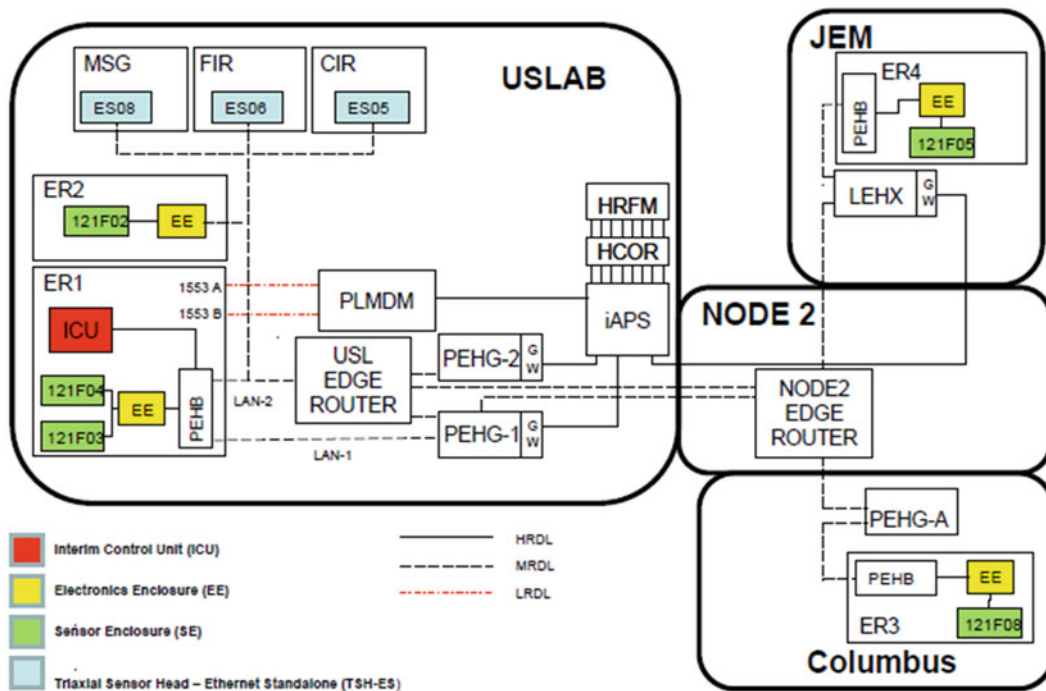 MSG
FIR
CIR
USLAB
ES08
ES06
ES05
ER2
121F02
EE
ER1
ICU
121F04
121F03
EE
PEHB
1553 A
1553 B
PLMDM
HRFM
HCOR
iAPS
USL
EDGE
ROUTER
PEHG-2
G
W
PEHG-1
G
W
LAN-2
LAN-1
JEM
ER4
PEHB
EE
121F05
LEHX
G
W
NODE 2
NODE2
EDGE
ROUTER
PEHG-A
PEHB
EE
121F08
ER3
Columbus
Interim Control Unit (ICU)
Electronics Enclosure (EE)
Sensor Enclosure (SE)
Triaxial Sensor Head – Ethernet Standalone (TSH-ES)
HRDL
MRDL
LRDL